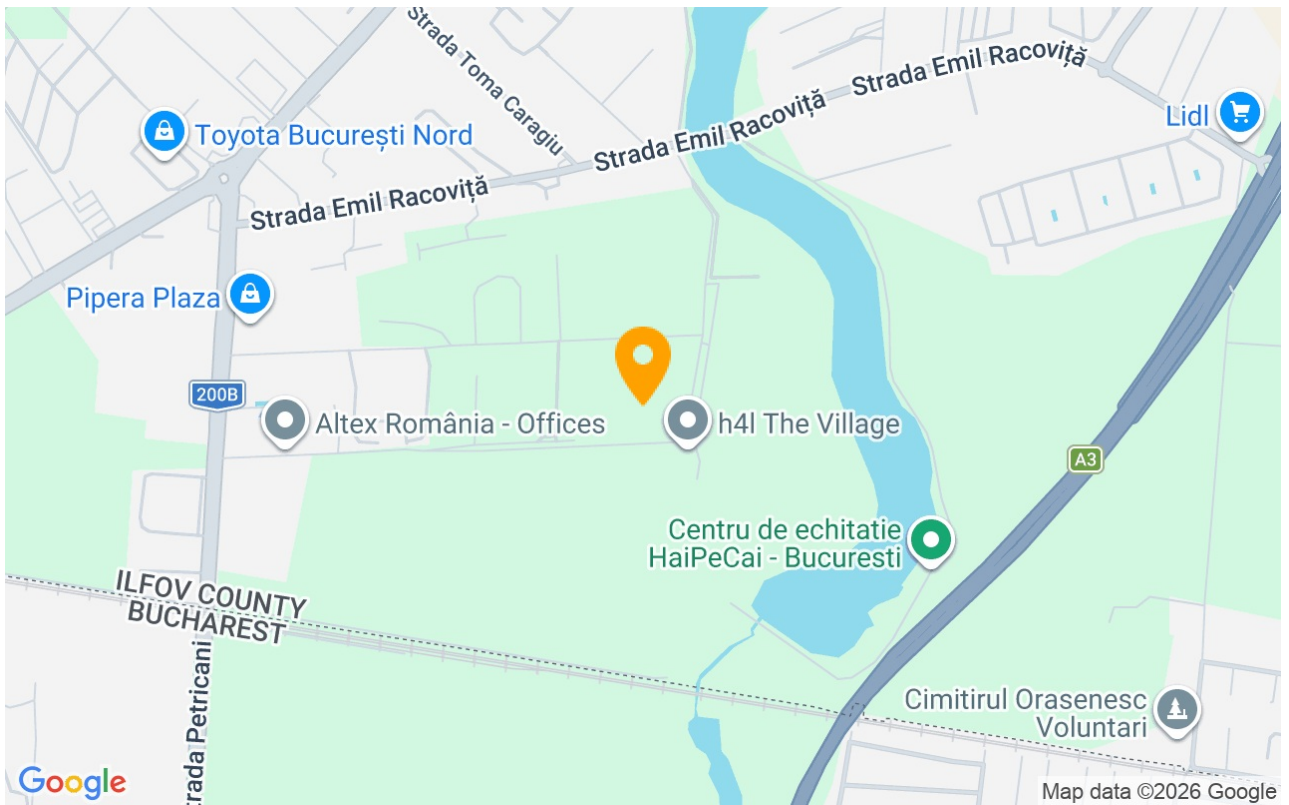 Strada Toma Caragiu
Strada Emil Racoviță
Lidl
Toyota București Nord
Strada Emil Racoviță
Strada Emil Racoviță
Pipera Plaza
200B
Altex România - Offices
h4l The Village
A3
Centru de echitatie
HaiPeCai - Bucuresti
ILFOV COUNTY
BUCHAREST
Cimitirul Orasenesc
Voluntari
trada Petricani
Google
Map data ©2026 Google